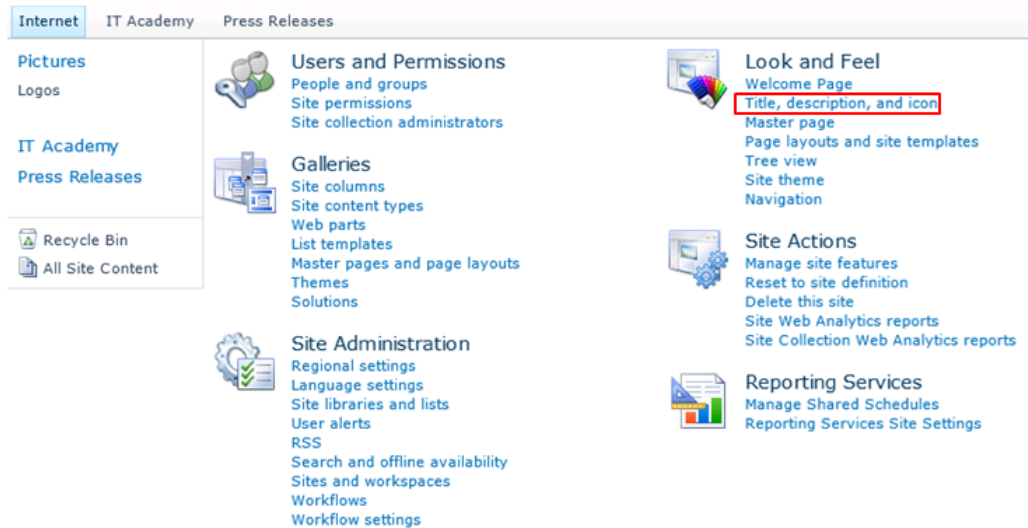 Internet
IT Academy
Press Releases
Pictures
Logos
IT Academy
Press Releases
Recycle Bin
All Site Content
Users and Permissions
People and groups
Site permissions
Site collection administrators
Galleries
Site columns
Site content types
Web parts
List templates
Master pages and page layouts
Themes
Solutions
Site Administration
Regional settings
Language settings
Site libraries and lists
User alerts
RSS
Search and offline availability
Sites and workspaces
Workflows
Workflow settings
Look and Feel
Welcome Page
Title, description, and icon
Master page
Page layouts and site templates
Tree view
Site theme
Navigation
Site Actions
Manage site features
Reset to site definition
Delete this site
Site Web Analytics reports
Site Collection Web Analytics reports
Reporting Services
Manage Shared Schedules
Reporting Services Site Settings